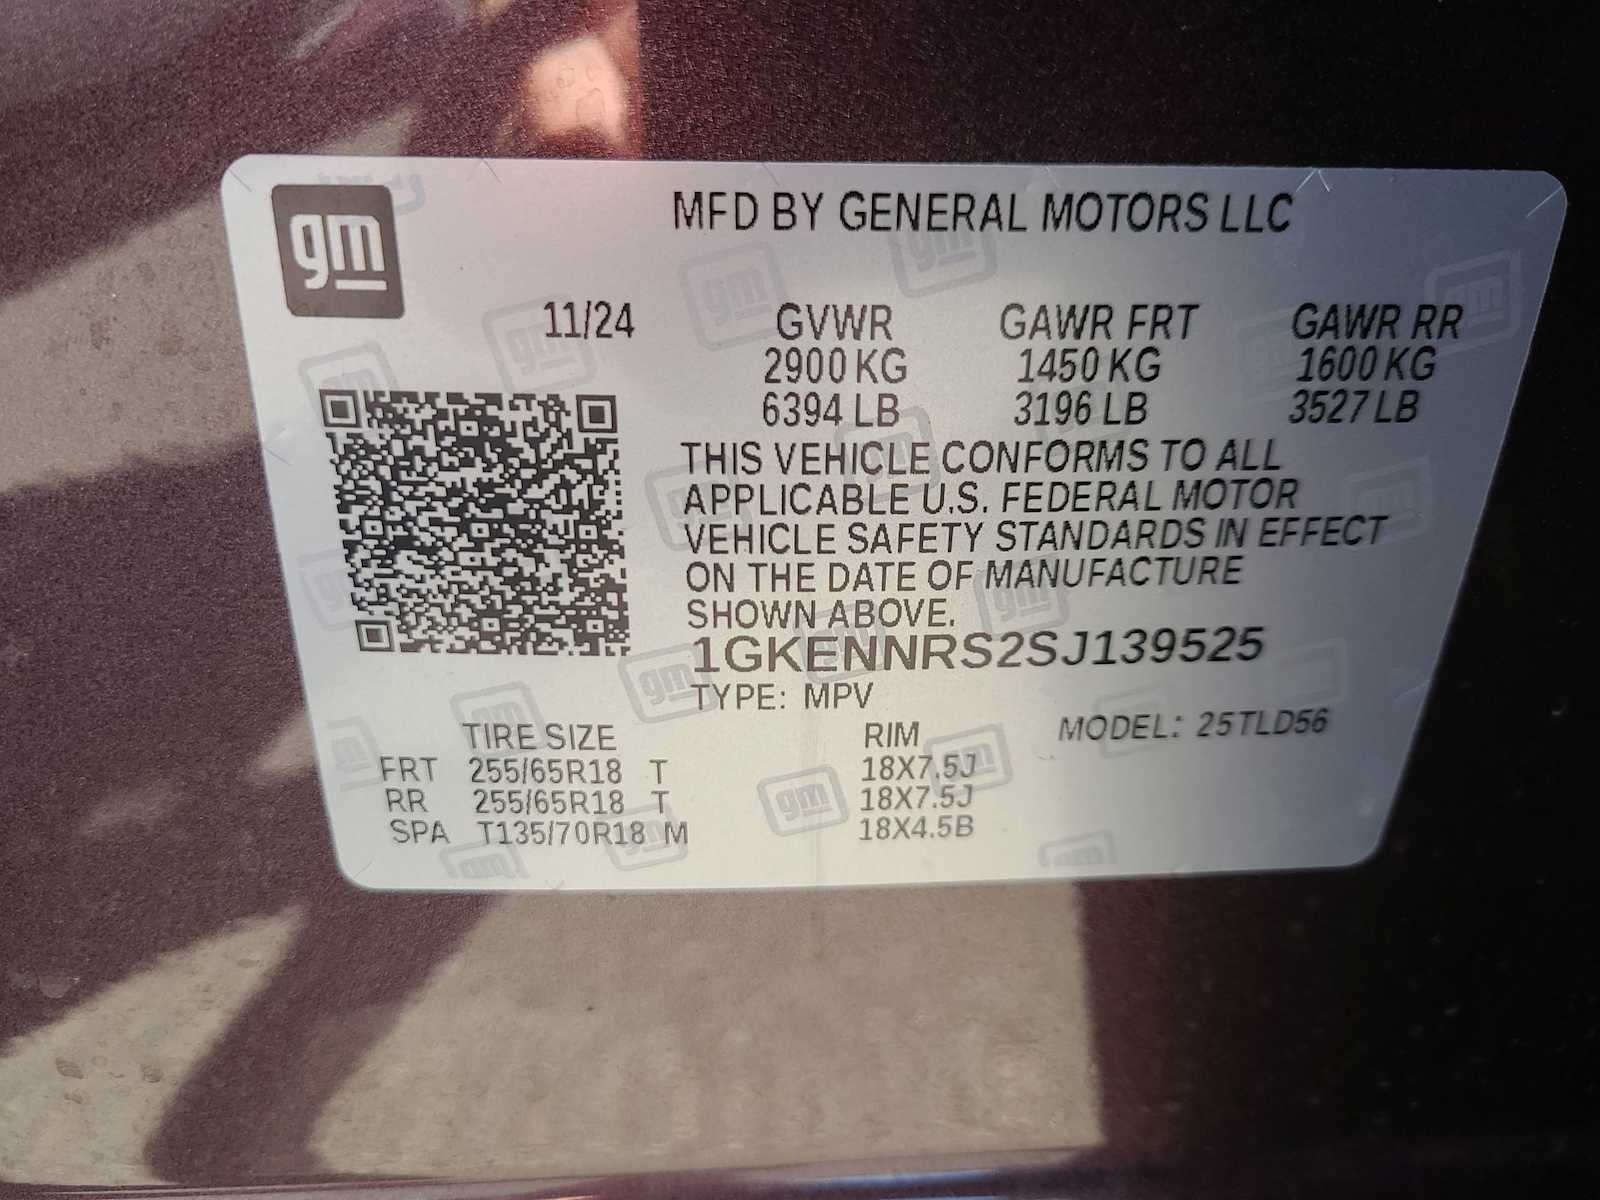 gm
MFD BY GENERAL MOTORS LLC
11/24 GVWR GAWR FRT GAWR RR
2900 KG 1450 KG 1600 KG
6394 LB 3196 LB 3527 LB
THIS VEHICLE CONFORMS TO ALL
APPLICABLE U.S. FEDERAL MOTOR
VEHICLE SAFETY STANDARDS IN EFFECT
ON THE DATE OF MANUFACTURE
SHOWN ABOVE.
1GKENNRS2SJ139525
TYPE: MPV
TIRE SIZE RIM MODEL: 25TLD56
FRT 255/65R18 T 18X7.5J
RR 255/65R18 T 18X7.5J
SPA T135/70R18 M 18X4.5B